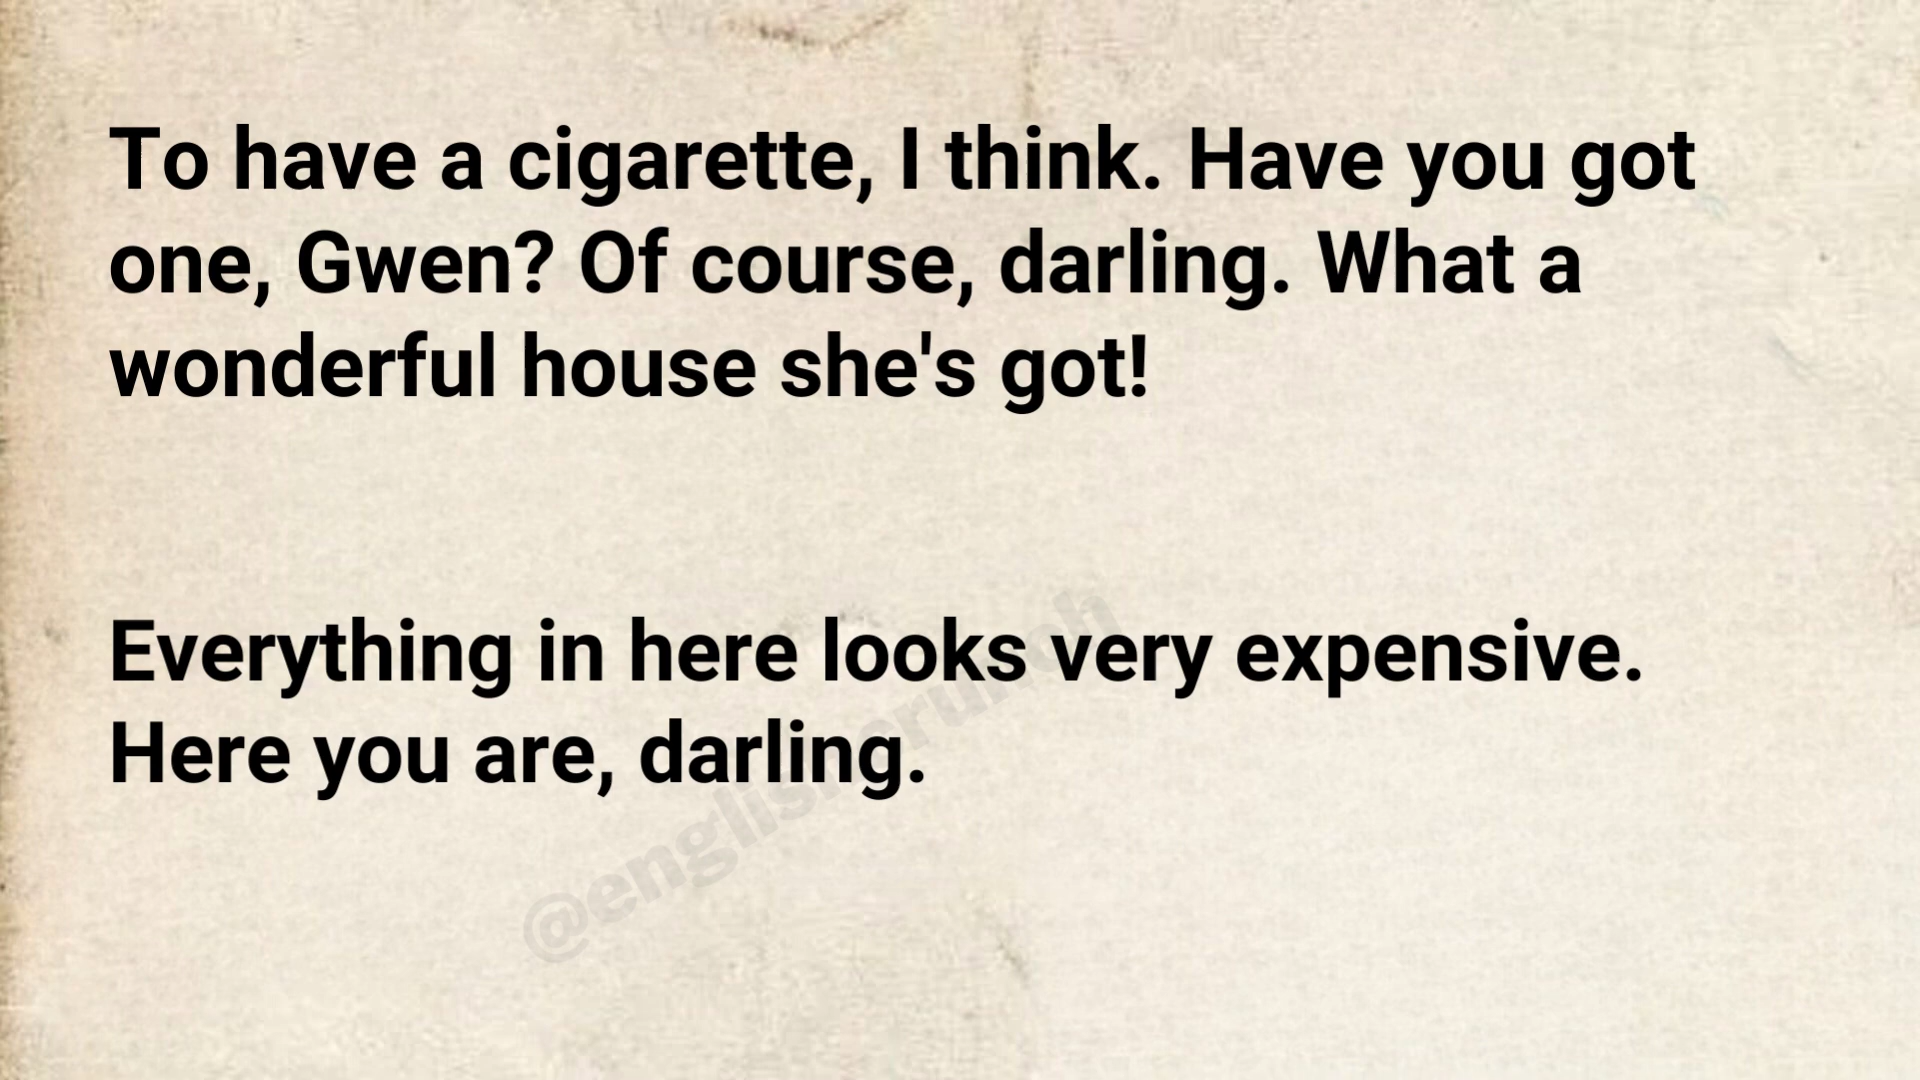 To have a cigarette, I think. Have you got
one, Gwen? Of course, darling. What a
wonderful house she's got!
Everything in here looks very expensive.
Here you are, darling.